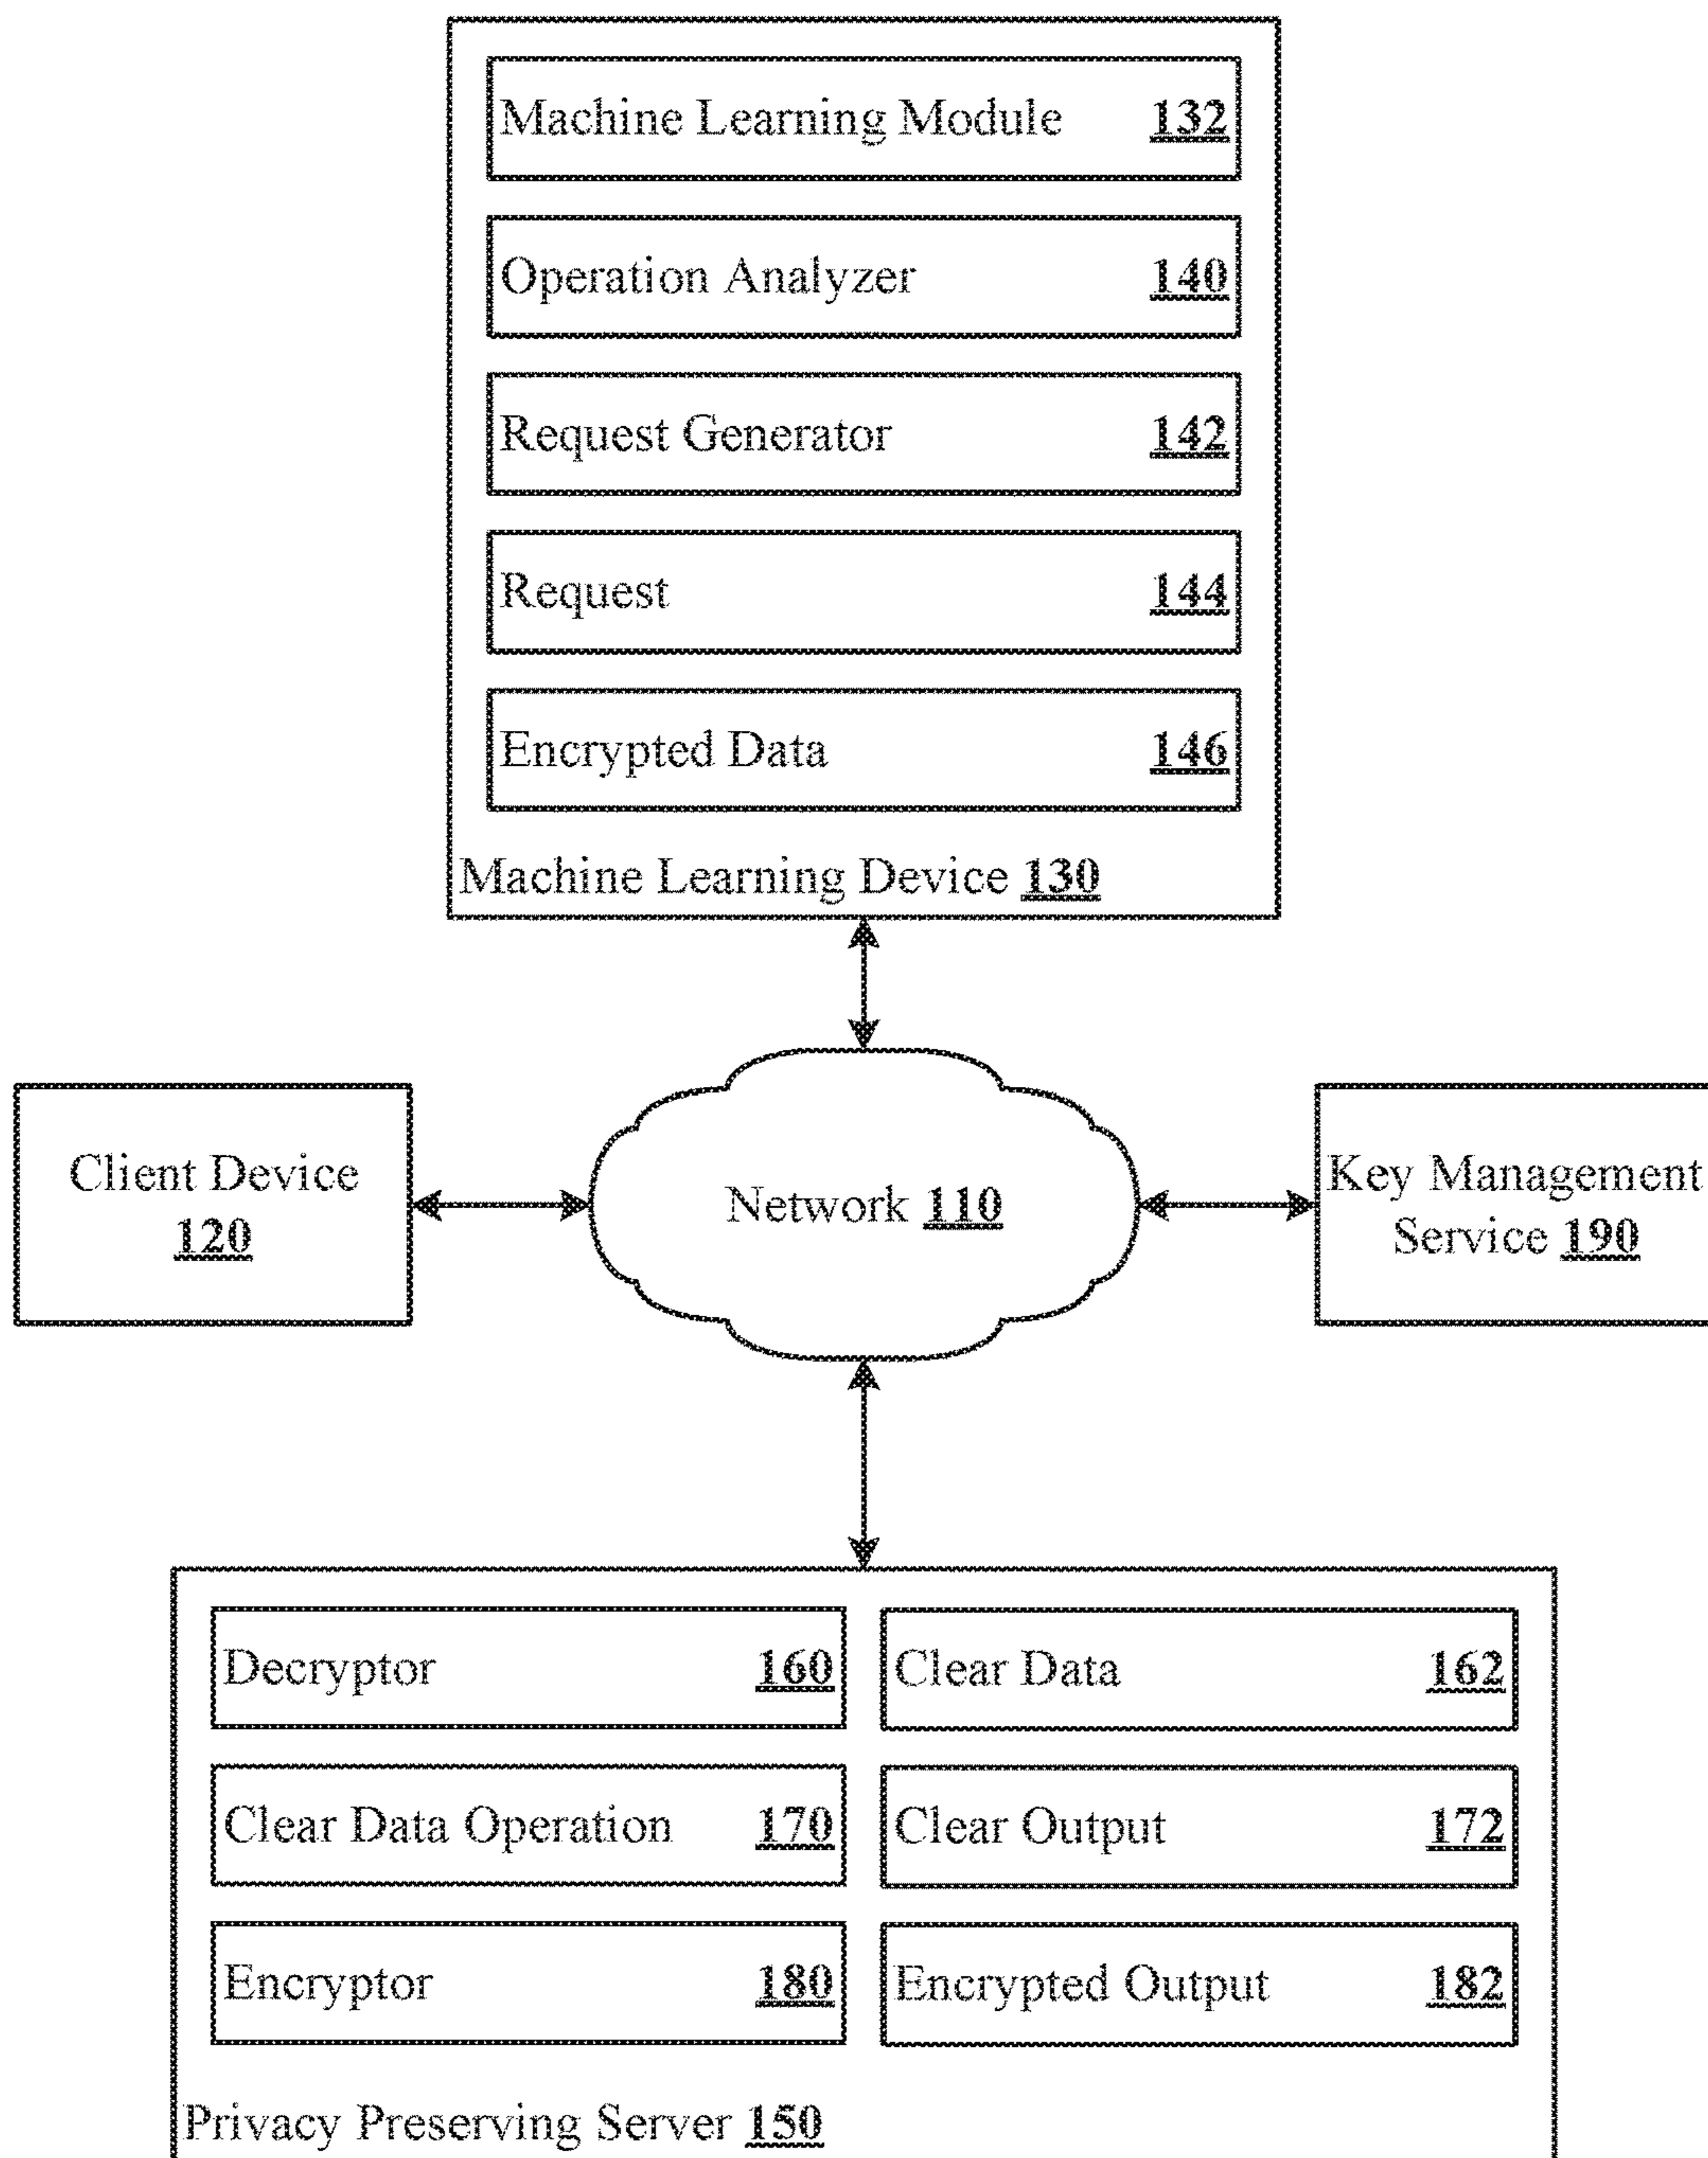 Machine Learning Module 132
Operation Analyzer 140
Request Generator 142
Request 144
Encrypted Data 146
Machine Learning Device 130
Client Device
120
Network 110
Key Management
Service 190
Decryptor 160
Clear Data 162
Clear Data Operation 170
Clear Output 172
Encryptor 180
Encrypted Output 182
Privacy Preserving Server 150